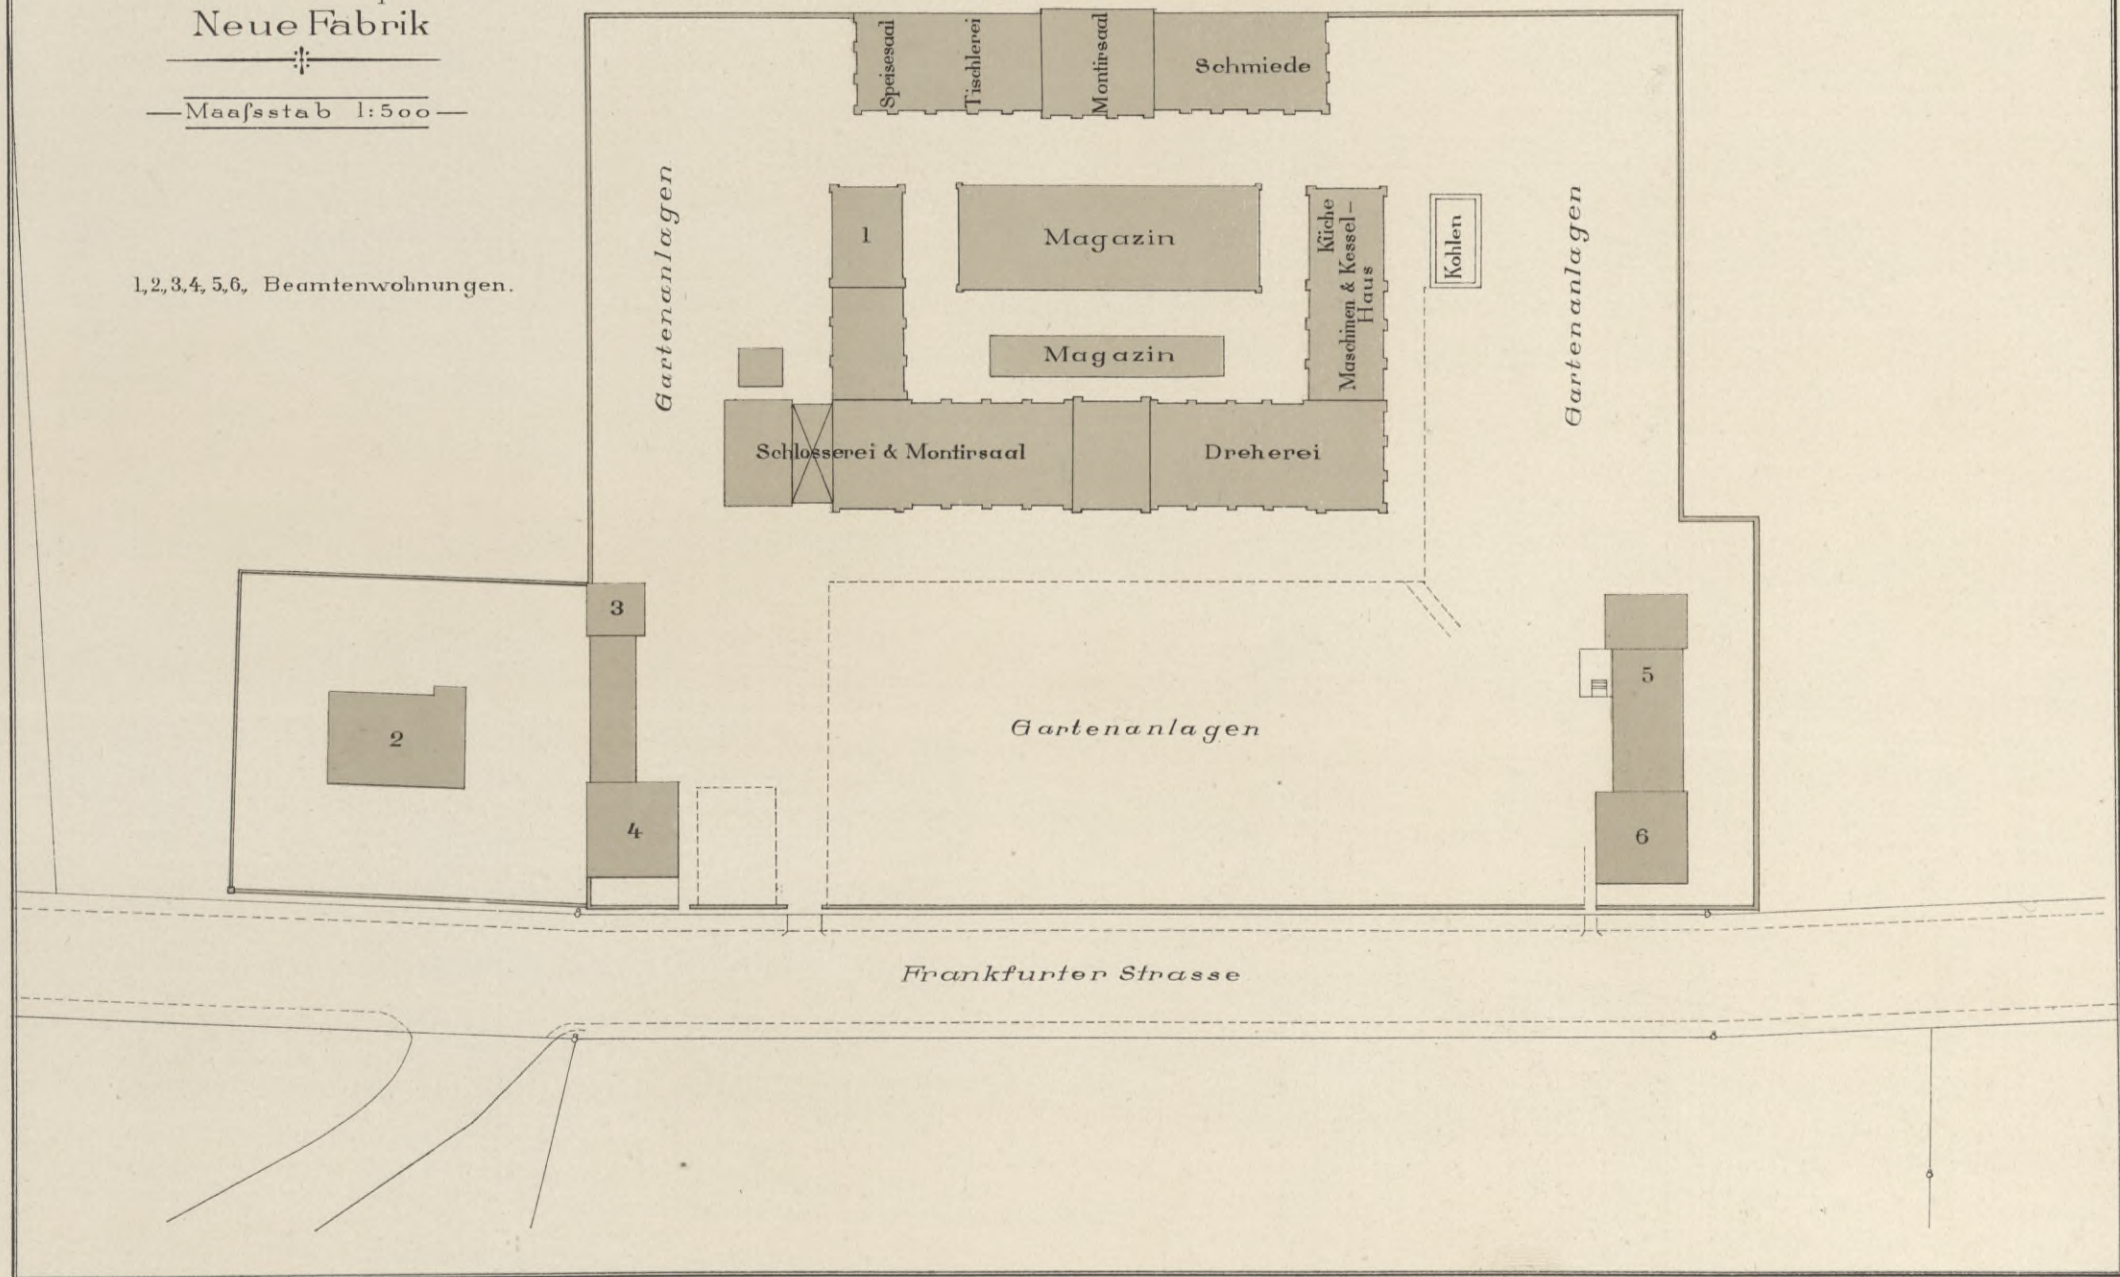 Neue Fabrik
Maaſsstab 1:500
1,,2,,3,,4,,5,,6,, Beamtenwohnungen.
Speisesaal
Tischlerei
Montirsaal
Schmiede
Gartenanlagen
1
Magazin
Küche
Maschinen & Kessel-
Haus
Kohlen
Gartenanlagen
Magazin
Schlosserei & Montirsaal
Dreherei
3
2
5
Gartenanlagen
4
6
Frankfurter Strasse